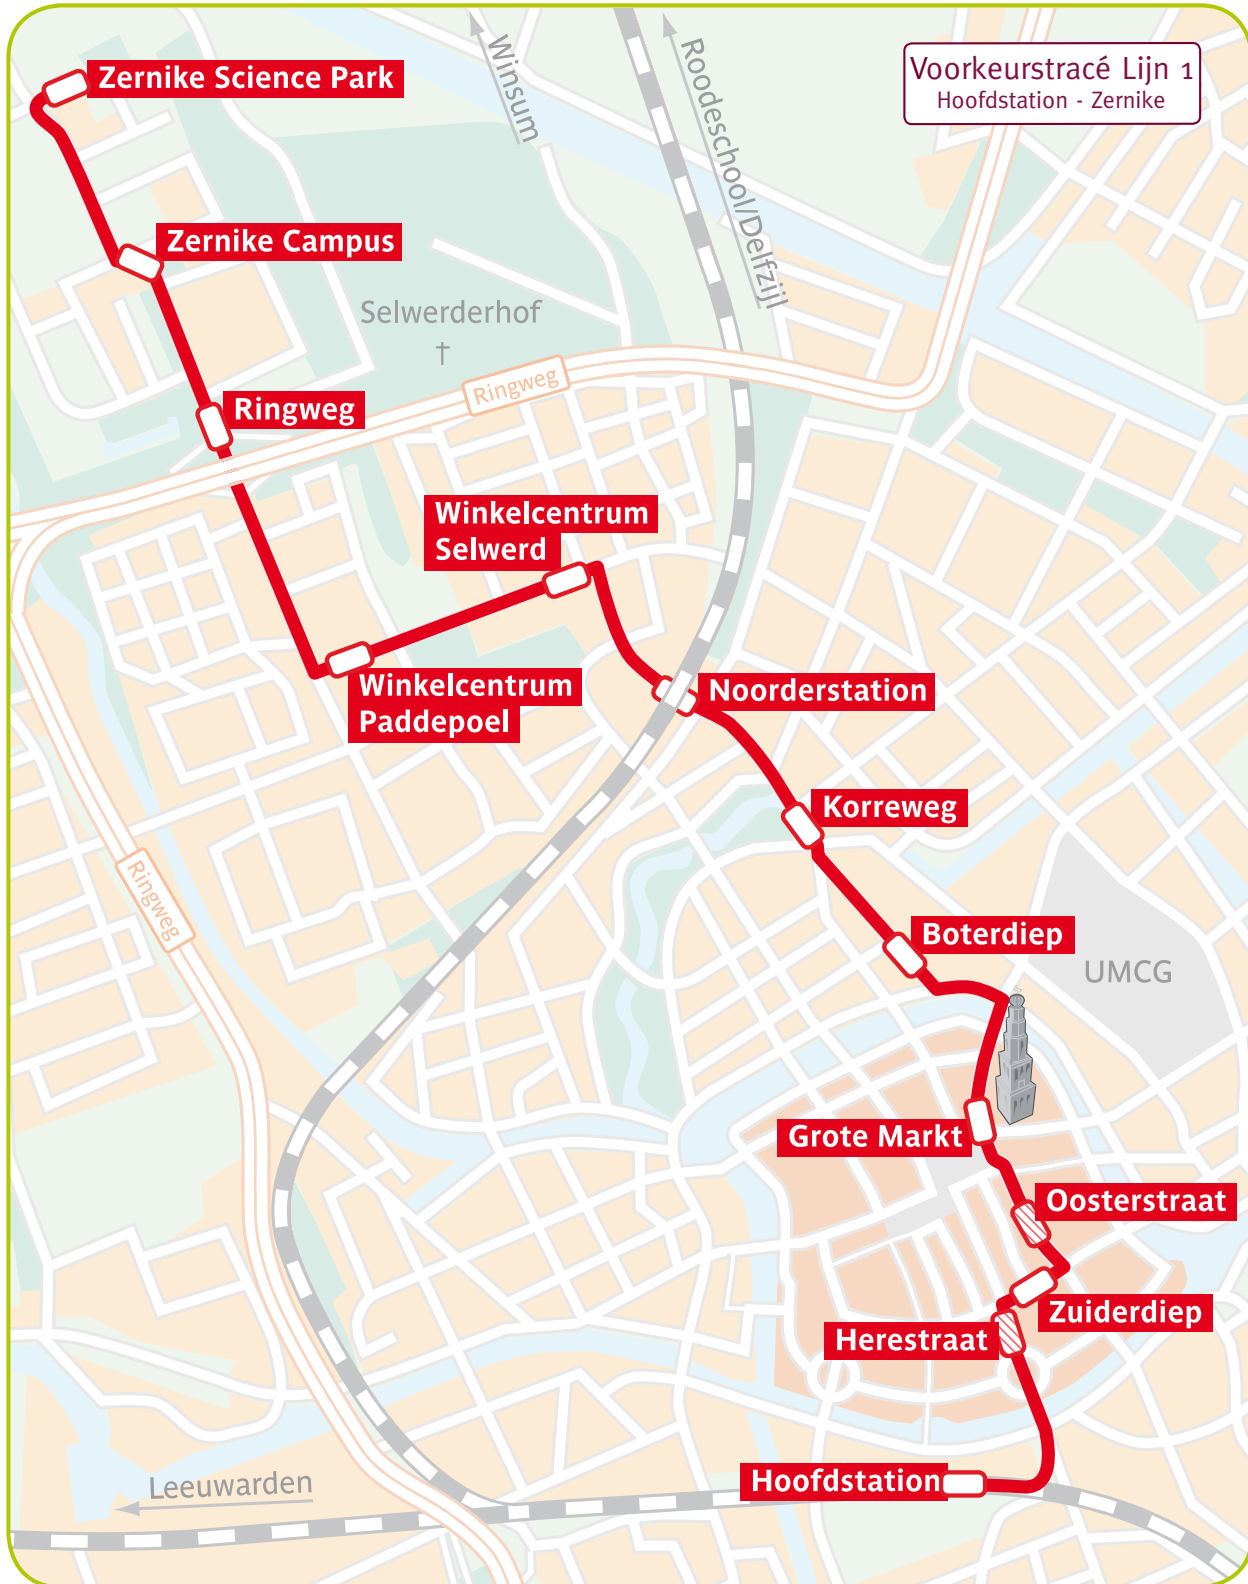 Voorkeurstracé Lijn 1
Hoofdstation - Zernike
Winsum
Roodeschool/Delfzijl
Zernike Science Park
Zernike Campus
Selwerderhof
†
Ringweg
Ringweg
Winkelcentrum
Selwerd
Winkelcentrum
Paddepoel
Noorderstation
Korreweg
Ringweg
Boterdiep
UMCG
Grote Markt
Oosterstraat
Zuiderdiep
Herestraat
Hoofdstation
Leeuwarden